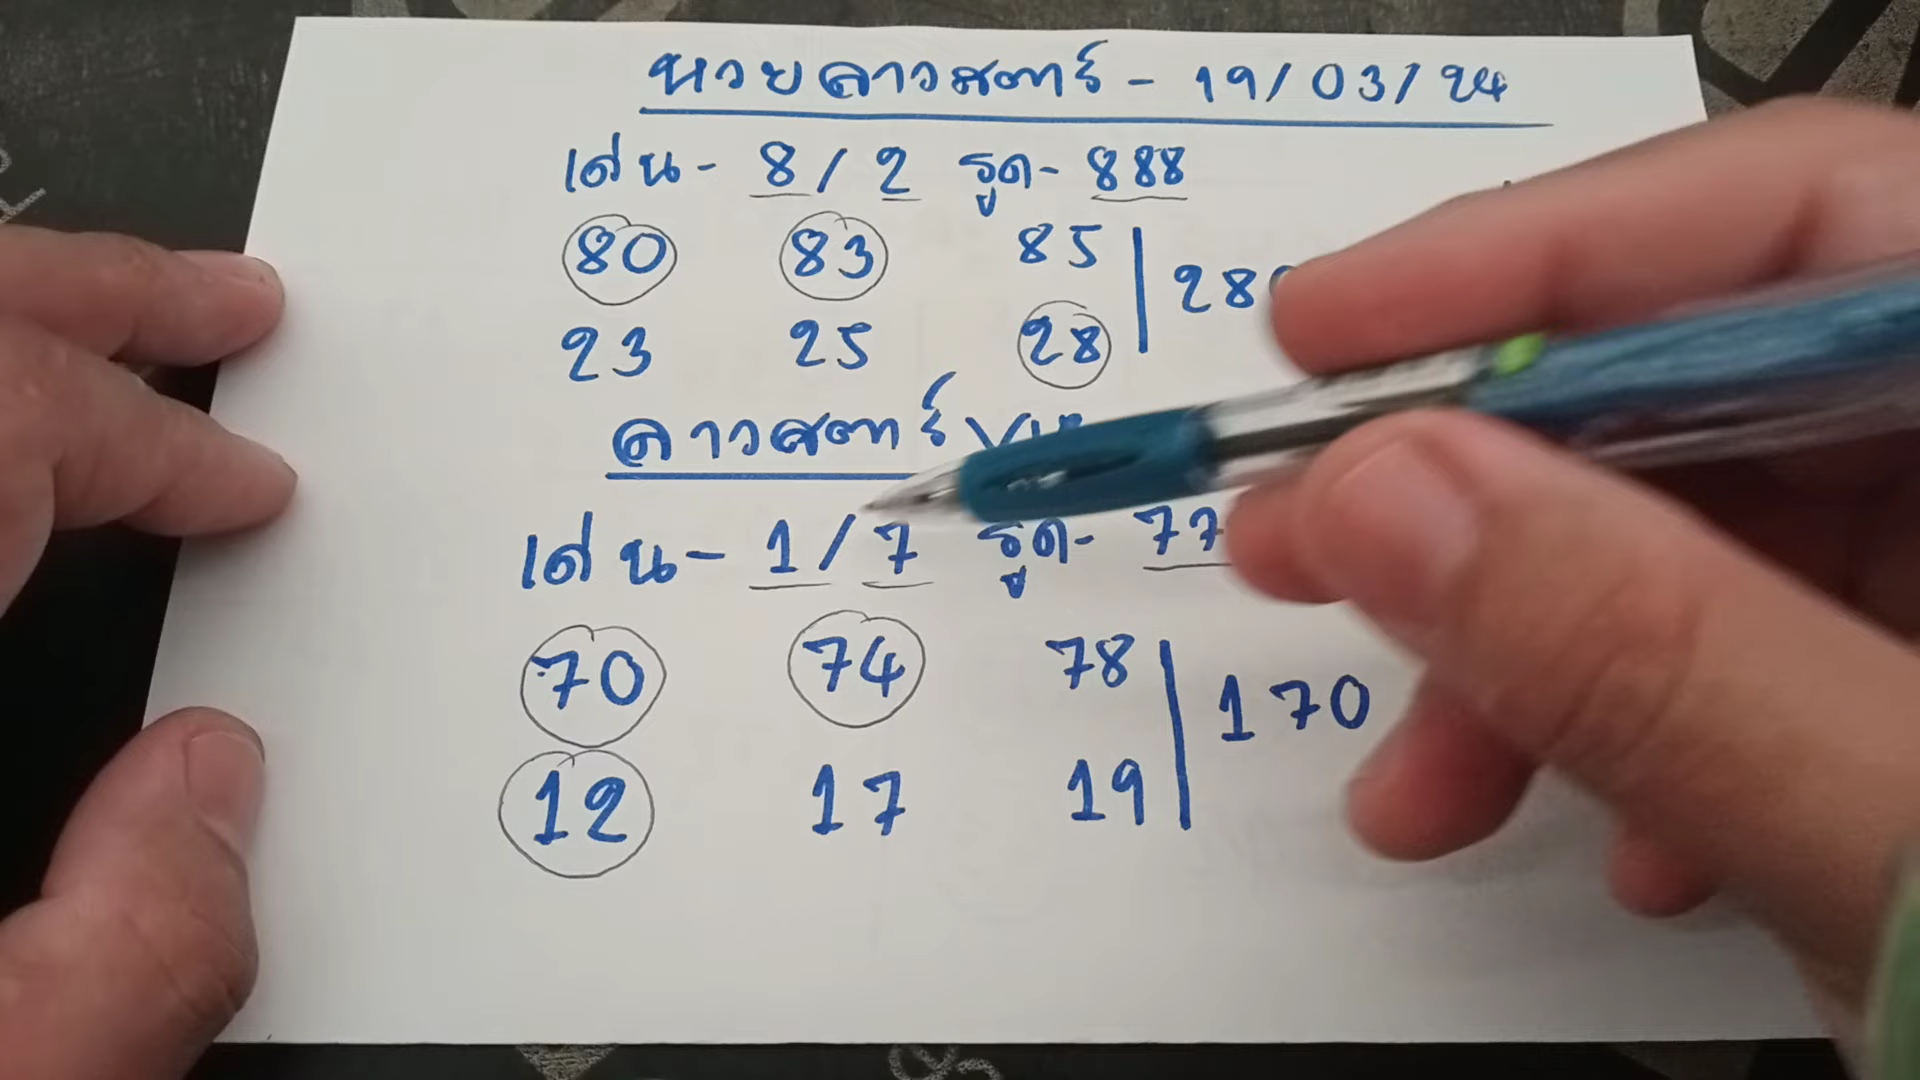 หวยลาวสตาร์ - 19/03/24
เด่น - 8/2 รูด - 888
80 83 85
28
23 25 28
ลาวสตาร์
เด่น - 1/7 รูด - 77
70 74 78
170
12 17 19